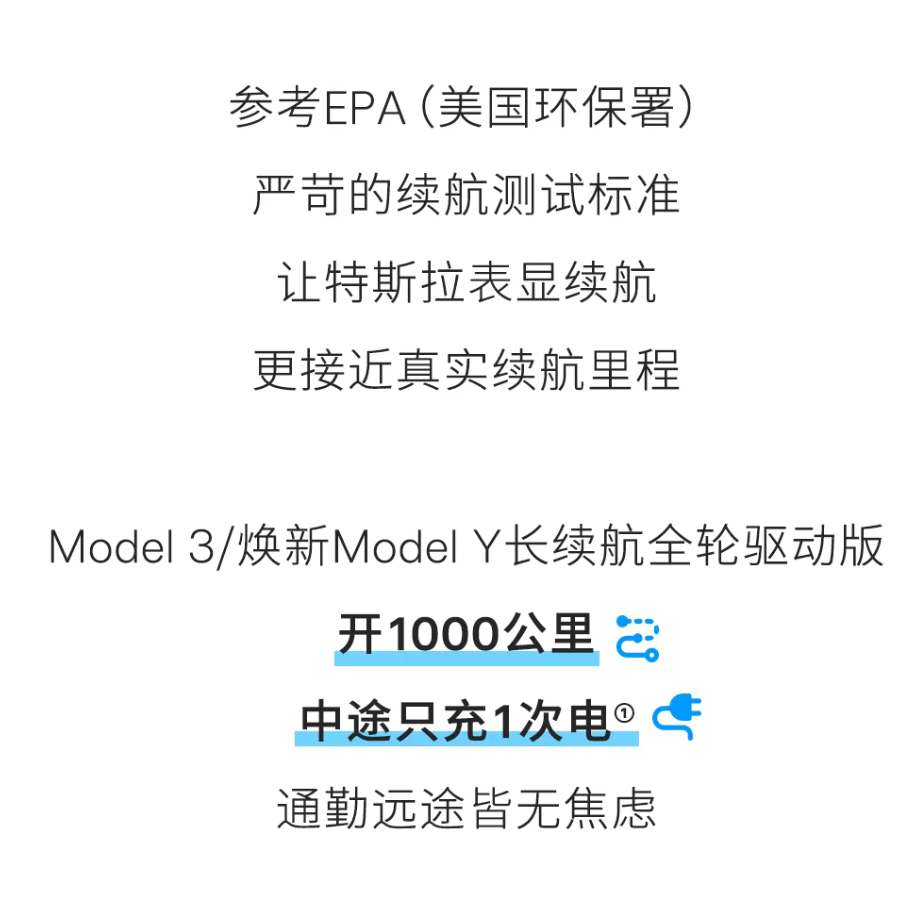 参考EPA（美国环保署）
严苛的续航测试标准
让特斯拉表显续航
更接近真实续航里程
Model 3/焕新Model Y长续航全轮驱动版
开1000公里
中途只充1次电①
通勤远途皆无焦虑